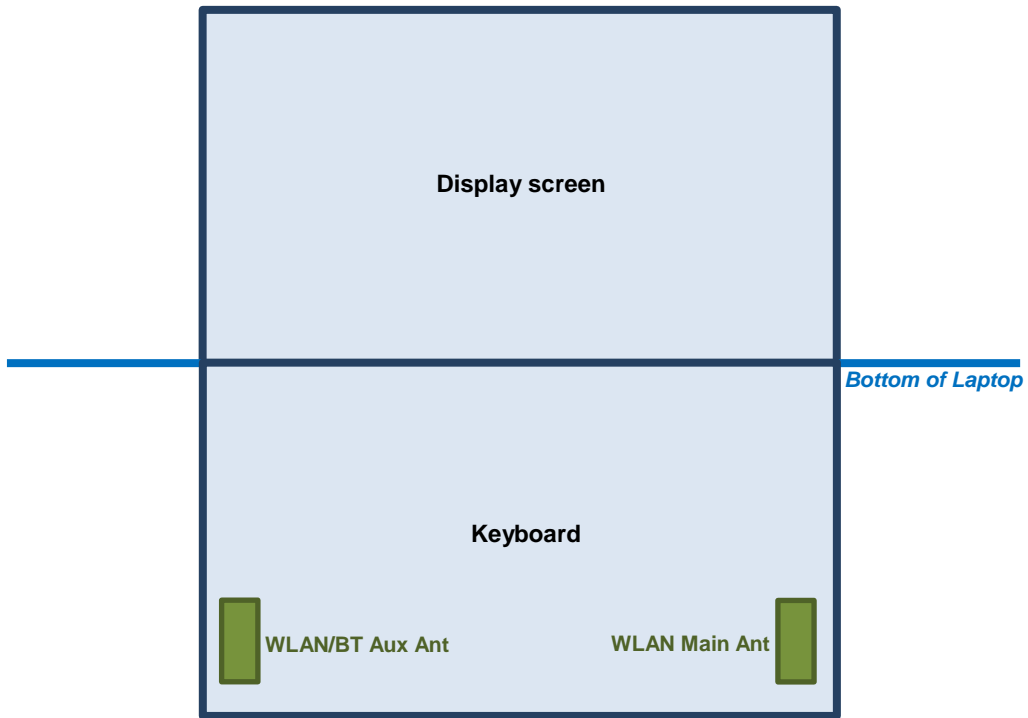 Display screen
Bottom of Laptop
Keyboard
WLAN/BT Aux Ant
WLAN Main Ant